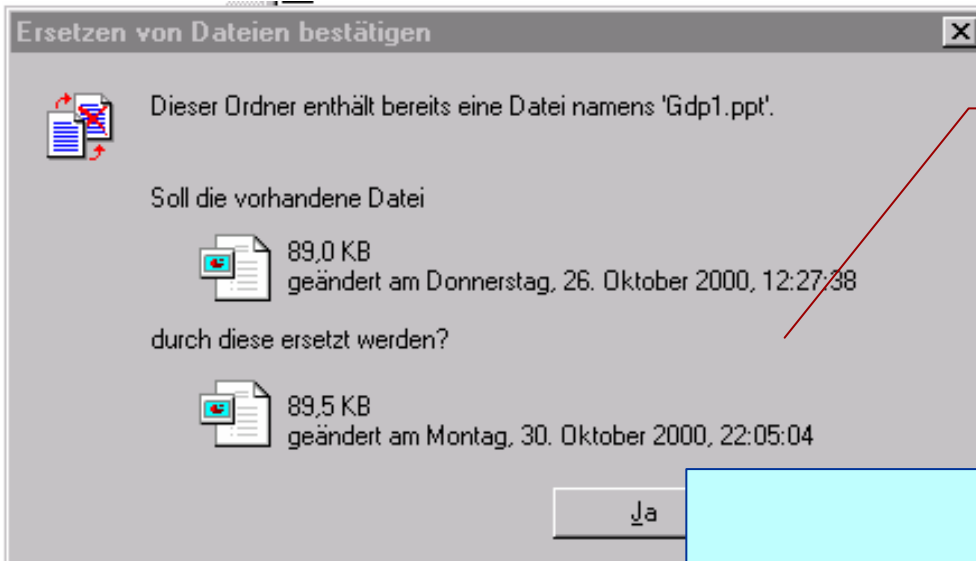 Ersetzen von Dateien bestätigen
Dieser Ordner enthält bereits eine Datei namens 'Gdp1.ppt'.
Soll die vorhandene Datei
89,0 KB
geändert am Donnerstag, 26. Oktober 2000, 12:27:38
durch diese ersetzt werden?
89,5 KB
geändert am Montag, 30. Oktober 2000, 22:05:04
Ja